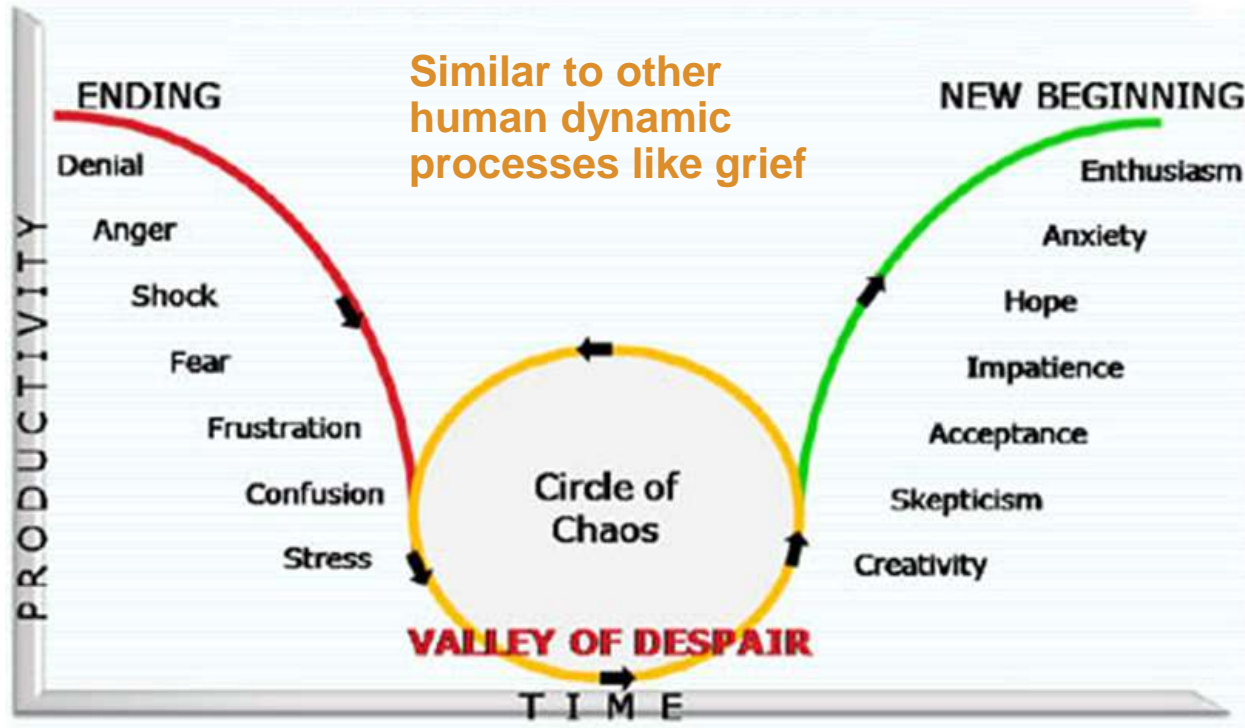 Similar to other
human dynamic
processes like grief
ENDING
NEW BEGINNING
Denial
Anger
Shock
Fear
Frustration
Confusion
Stress
Circle of
Chaos
VALLEY OF DESPAIR
Enthusiasm
Anxiety
Hope
Impatience
Acceptance
Skepticism
Creativity
PRODUCTIVITY
TIME